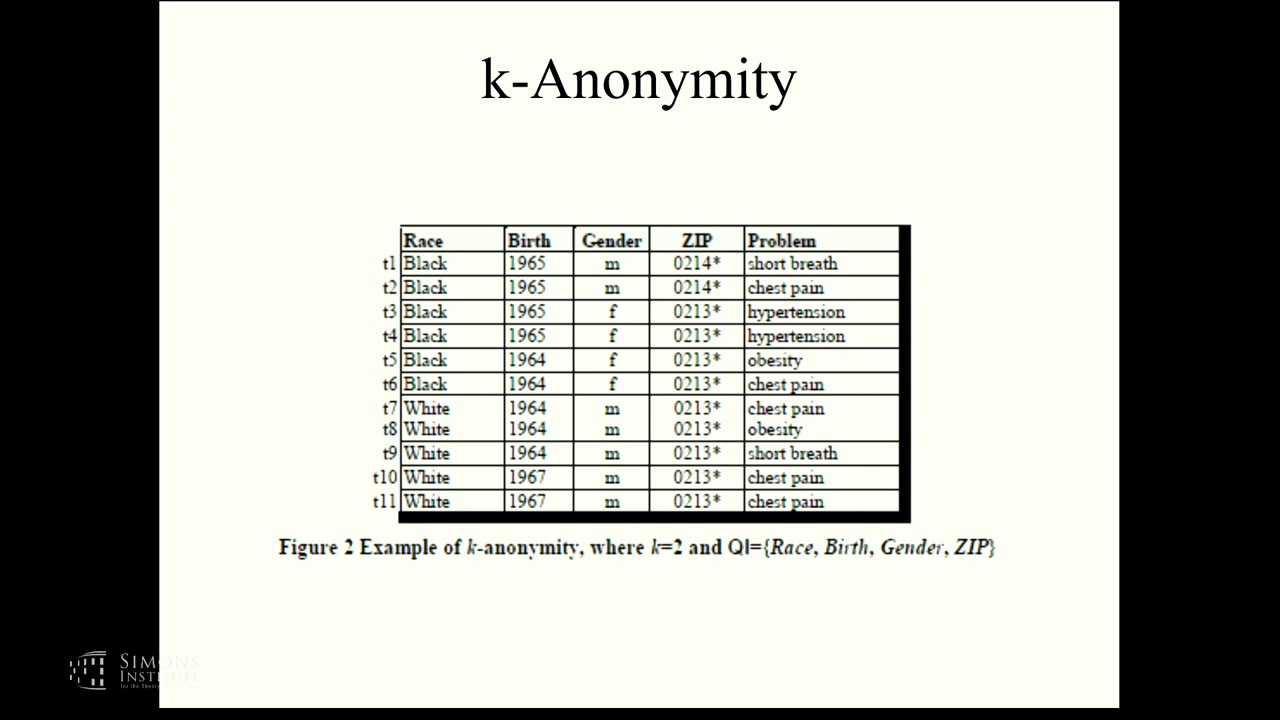 k-Anonymity
Race Birth Gender ZIP Problem
t1 Black 1965 m 0214* short breath
t2 Black 1965 m 0214* chest pain
t3 Black 1965 f 0213* hypertension
t4 Black 1965 f 0213* hypertension
t5 Black 1964 f 0213* obesity
t6 Black 1964 f 0213* chest pain
t7 White 1964 m 0213* chest pain
t8 White 1964 m 0213* obesity
t9 White 1964 m 0213* short breath
t10 White 1967 m 0213* chest pain
t11 White 1967 m 0213* chest pain
Figure 2 Example of k-anonymity, where k=2 and QI={Race, Birth, Gender, ZIP}
SIMONS
INSTITUTE
for the Theory